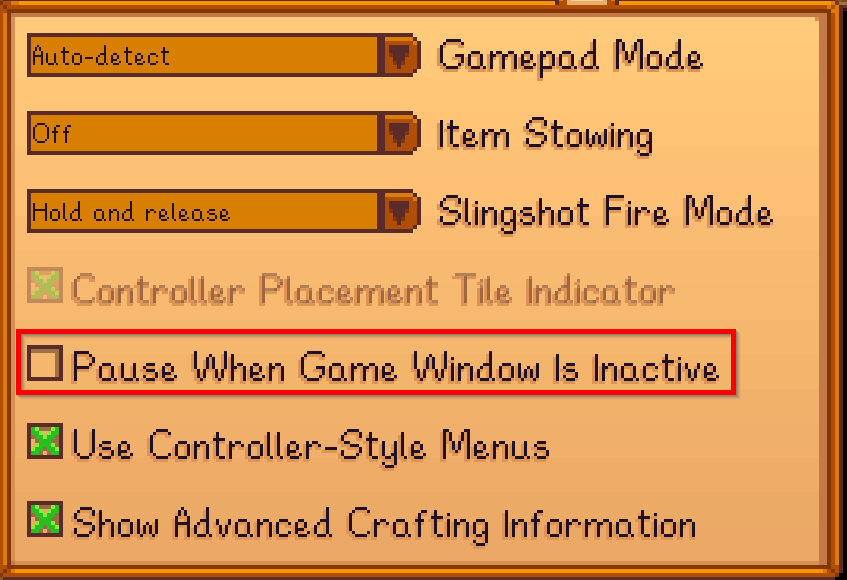 Auto-detect Gamepad Mode
Off Item Stowing
Hold and release Slingshot Fire Mode
Controller Placement Tile Indicator
Pause When Game Window Is Inactive
Use Controller-Style Menus
Show Advanced Crafting Information